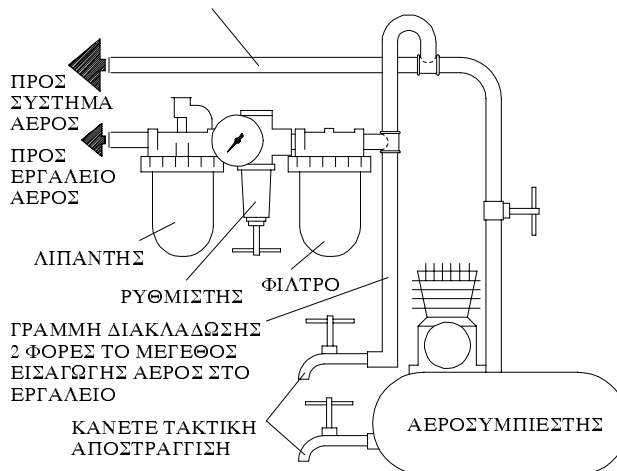 ΠΡΟΣ
ΣΥΣΤΗΜΑ
ΑΕΡΟΣ
ΠΡΟΣ
ΕΡΓΑΛΕΙΟ
ΑΕΡΟΣ
ΛΙΠΑΝΤΗΣ
ΡΥΘΜΙΣΤΗΣ
ΦΙΛΤΡΟ
ΓΡΑΜΜΗ ΔΙΑΚΛΑΔΩΣΗΣ
2 ΦΟΡΕΣ ΤΟ ΜΕΓΕΘΟΣ
ΕΙΣΑΓΩΓΗΣ ΑΕΡΟΣ ΣΤΟ
ΕΡΓΑΛΕΙΟ
ΚΑΝΕΤΕ ΤΑΚΤΙΚΗ
ΑΠΟΣΤΡΑΓΓΙΣΗ
ΑΕΡΟΣΥΜΠΙΕΣΤΗΣ